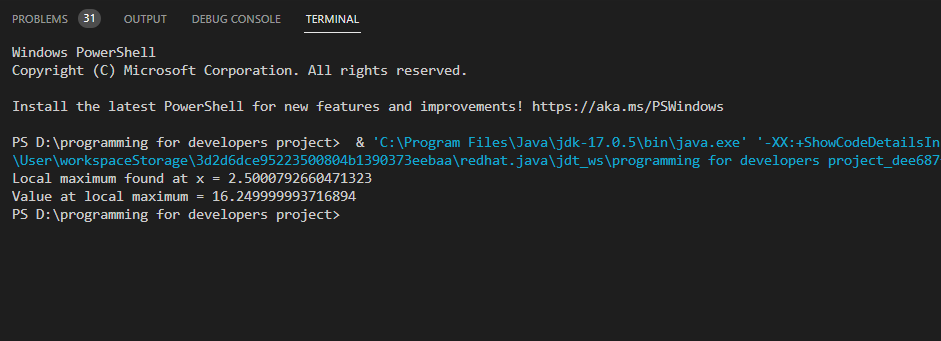 PROBLEMS 31 OUTPUT DEBUG CONSOLE TERMINAL
Windows PowerShell
Copyright (C) Microsoft Corporation. All rights reserved.
Install the latest PowerShell for new features and improvements! https://aka.ms/PSWindows
PS D:\programming for developers project>  & 'C:\Program Files\Java\jdk-17.0.5\bin\java.exe' '-XX:+ShowCodeDetailsIn
\User\workspaceStorage\3d2d6dce95223500804b1390373eebaa\redhat.java\jdt_ws\programming for developers project_dee687
Local maximum found at x = 2.5000792660471323
Value at local maximum = 16.249999993716894
PS D:\programming for developers project>